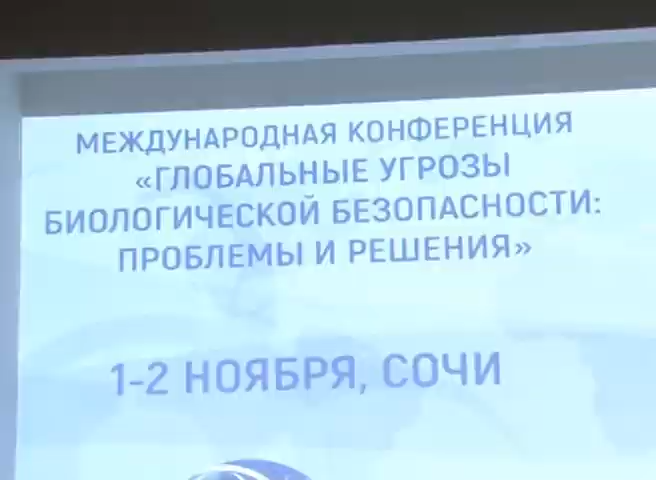 МЕЖДУНАРОДНАЯ КОНФЕРЕНЦИЯ
«ГЛОБАЛЬНЫЕ УГРОЗЫ
БИОЛОГИЧЕСКОЙ БЕЗОПАСНОСТИ:
ПРОБЛЕМЫ И РЕШЕНИЯ»
1-2 НОЯБРЯ, СОЧИ